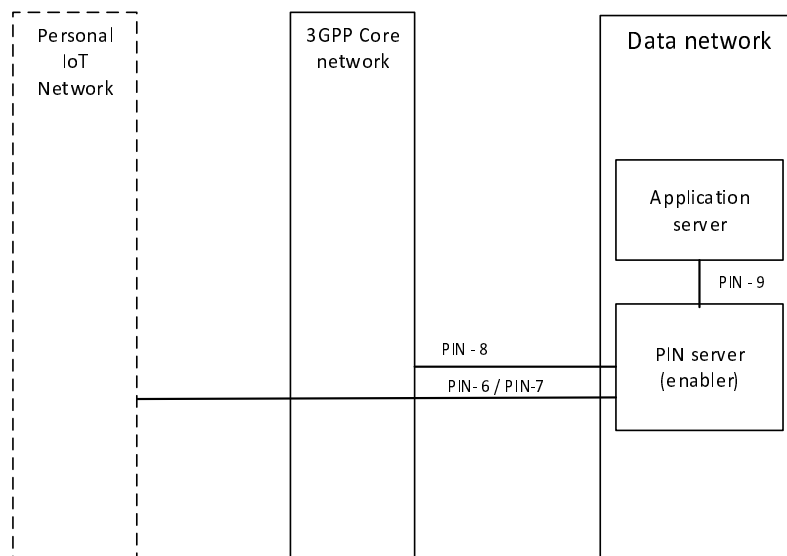 Personal
IoT
Network
3GPP Core
network
Data network
Application
server
PIN - 9
PIN - 8
PIN server
(enabler)
PIN- 6 / PIN-7